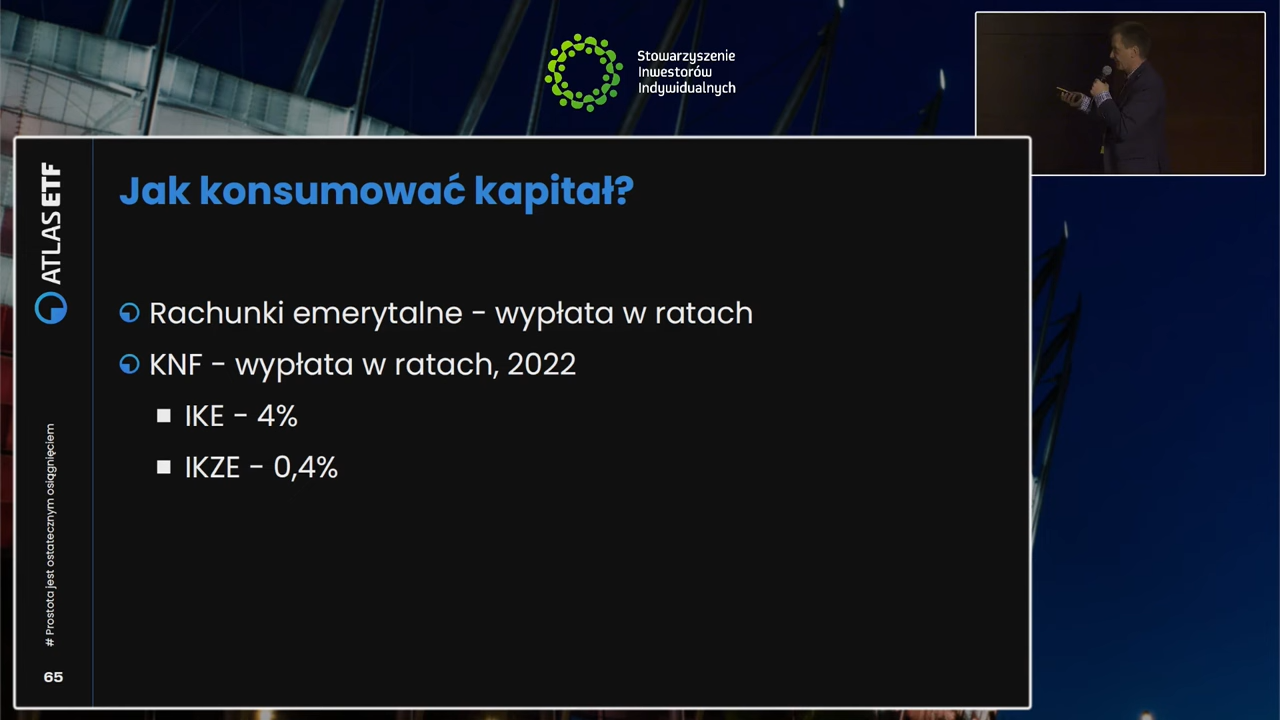 Stowarzyszenie
Inwestorów
Indywidualnych
ATLAS ETF
# Prostota jest ostatecznym osiągnięciem
65
Jak konsumować kapitał?
Rachunki emerytalne - wypłata w ratach
KNF - wypłata w ratach, 2022
IKE - 4%
IKZE - 0,4%